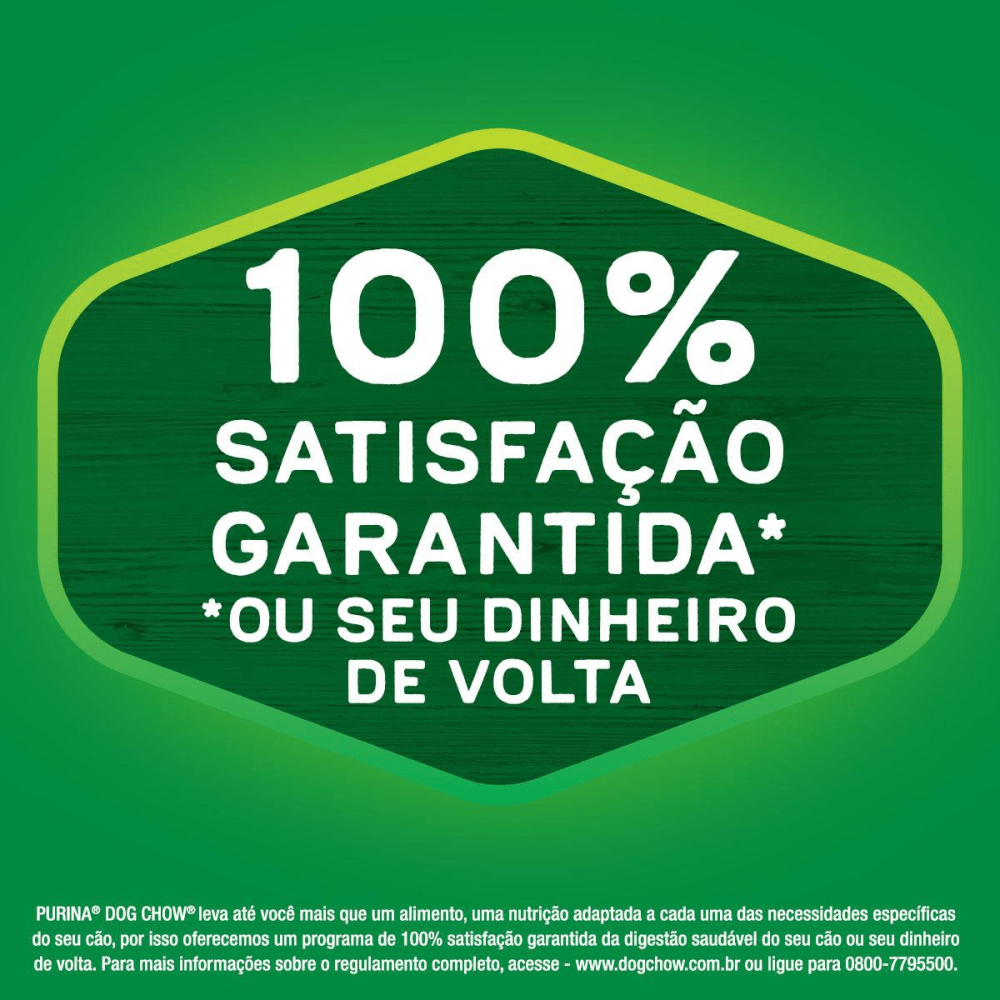 100%
SATISFAÇÃO
GARANTIDA*
*OU SEU DINHEIRO
DE VOLTA
PURINA® DOG CHOW® leva até você mais que um alimento, uma nutrição adaptada a cada uma das necessidades específicas
do seu cão, por isso oferecemos um programa de 100% satisfação garantida da digestão saudável do seu cão ou seu dinheiro
de volta. Para mais informações sobre o regulamento completo, acesse - www.dogchow.com.br ou ligue para 0800-7795500.